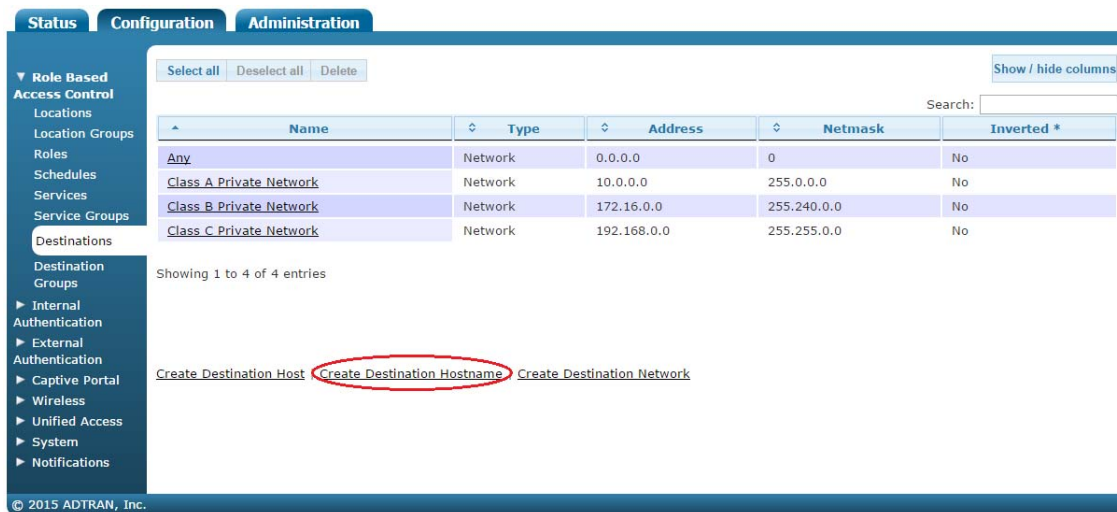 Status Configuration Administration
Role Based
Access Control
Locations
Location Groups
Roles
Schedules
Services
Service Groups
Destinations
Destination
Groups
Internal
Authentication
External
Authentication
Captive Portal
Wireless
Unified Access
System
Notifications
Select all Deselect all Delete
Show / hide columns
Search:
Name Type Address Netmask Inverted *
Any Network 0.0.0.0 0 No
Class A Private Network Network 10.0.0.0 255.0.0.0 No
Class B Private Network Network 172.16.0.0 255.240.0.0 No
Class C Private Network Network 192.168.0.0 255.255.0.0 No
Showing 1 to 4 of 4 entries
Create Destination Host | Create Destination Hostname | Create Destination Network
© 2015 ADTRAN, Inc.